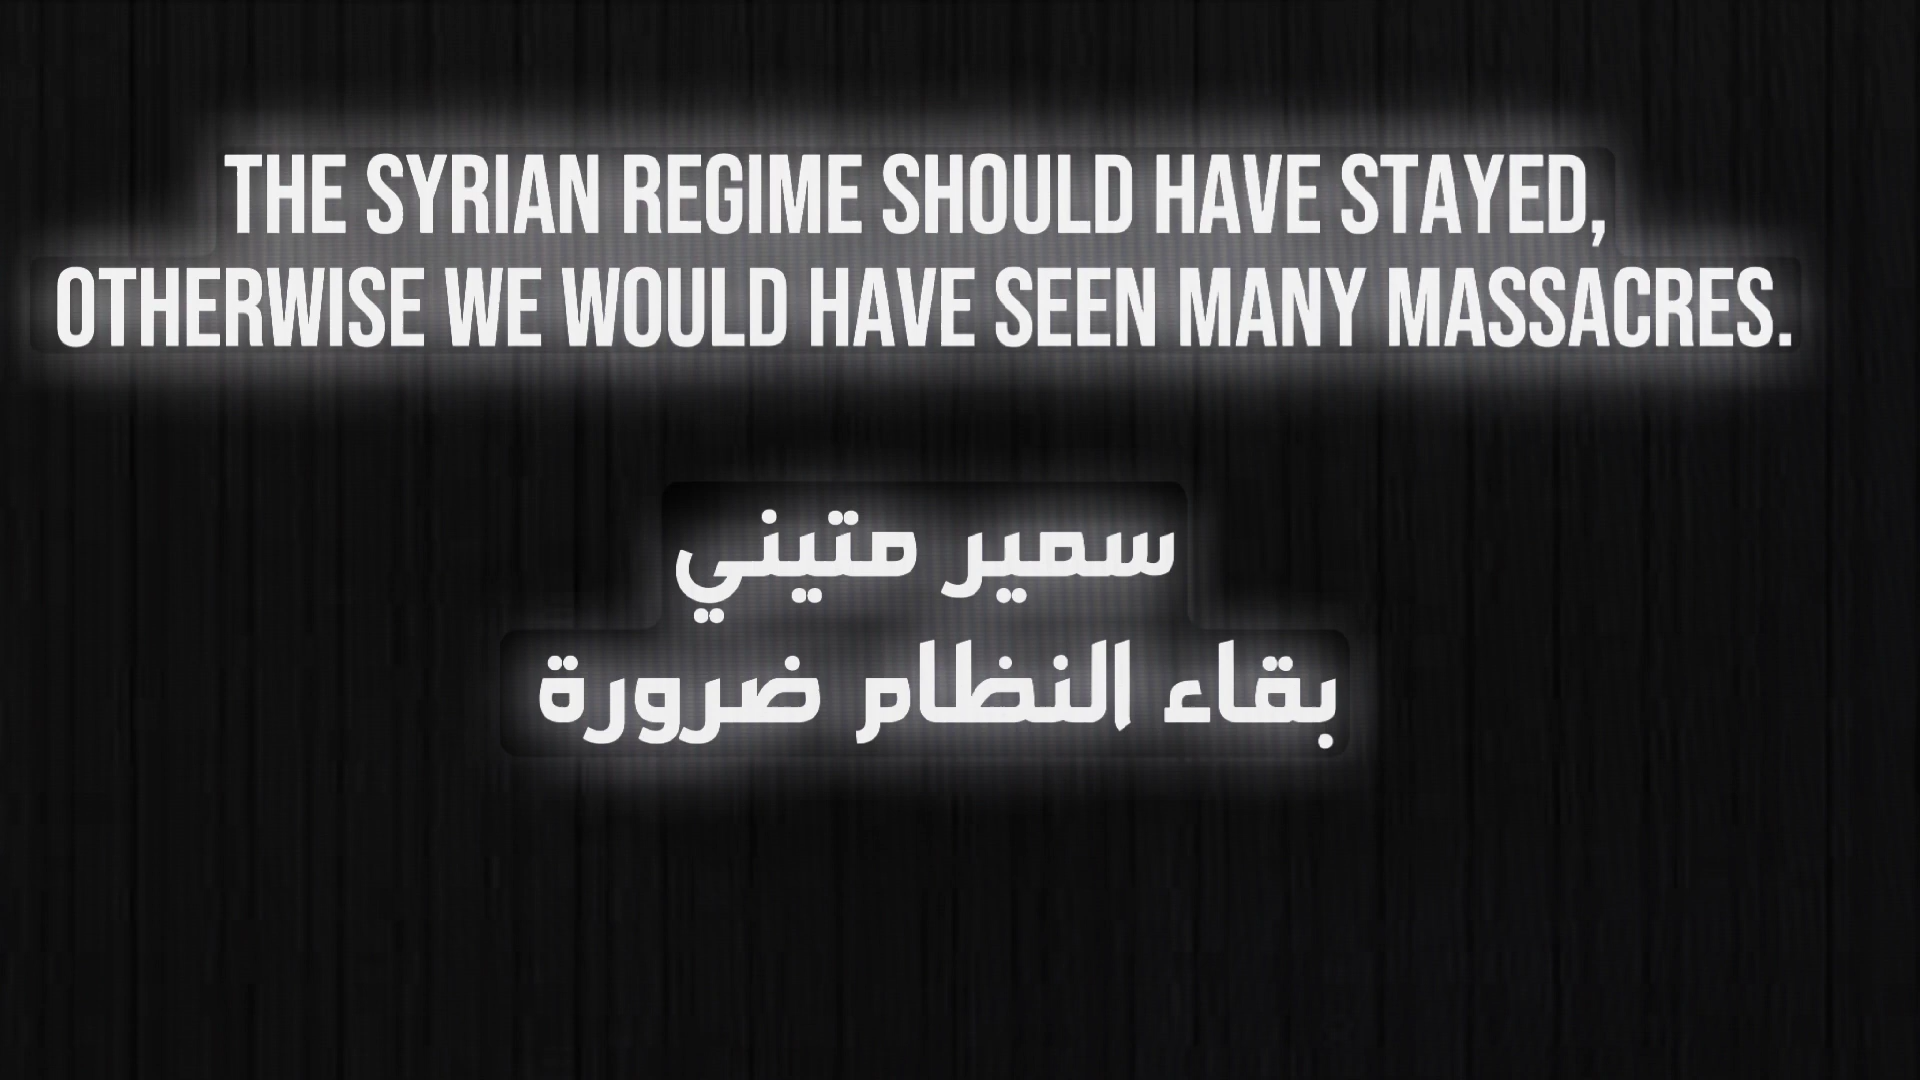 THE SYRIAN REGIME SHOULD HAVE STAYED,
OTHERWISE WE WOULD HAVE SEEN MANY MASSACRES.
سمير متيني
بقاء النظام ضرورة